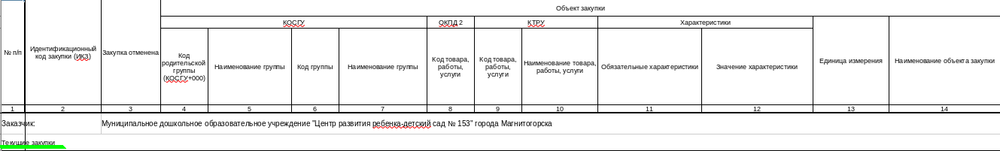 Объект закупки
КОСГУ
ОКПД 2
КТРУ
Характеристики
№ п/п
Идентификационный
код закупки (ИКЗ)
Закупка отменена
Код
родительской
группы
(КОСГУ+000)
Наименование группы
Код группы
Наименование группы
Код товара,
работы,
услуги
Код товара,
работы,
услуги
Наименование товара,
работы, услуги
Обязательные характеристики
Значение характеристики
Единица измерения
Наименование объекта закупки
1 2 3 4 5 6 7 8 9 10 11 12 13 14
Заказчик: Муниципальное дошкольное образовательное учреждение "Центр развития ребенка-детский сад № 153" города Магнитогорска
Текущие закупки